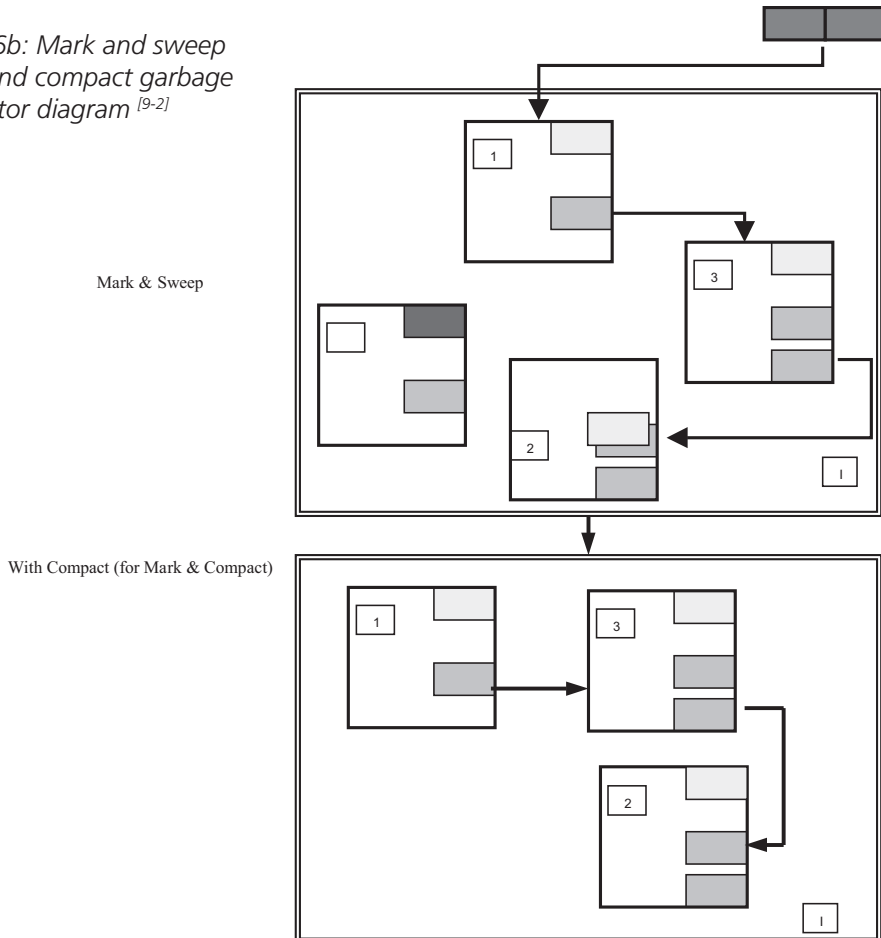 6b: Mark and sweep
nd compact garbage
tor diagram [9-2]
1
3
Mark & Sweep
2
I
With Compact (for Mark & Compact)
1
3
2
I